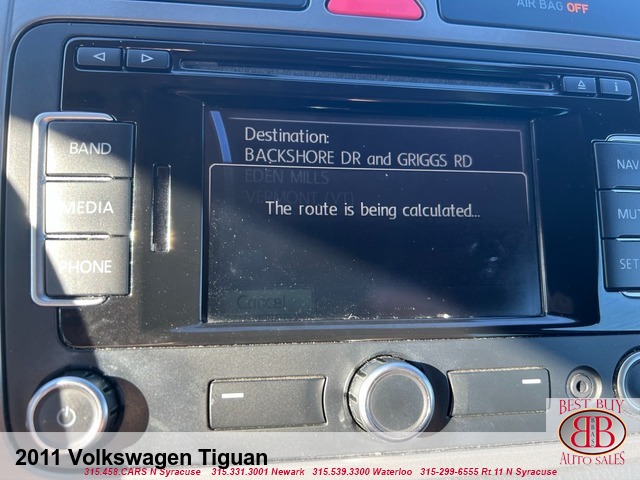 AIR BAG OFF
BAND
MEDIA
PHONE
Destination:
BACKSHORE DR and GRIGGS RD
EDEN MILLS
VERMONT (VT)
The route is being calculated...
Cancel
NAV
MUT
SET
i
BEST BUY
BB
AUTO SALES
2011 Volkswagen Tiguan
315.458.CARS N Syracuse 315.331.3001 Newark 315.539.3300 Waterloo 315-299-6555 Rt 11 N Syracuse